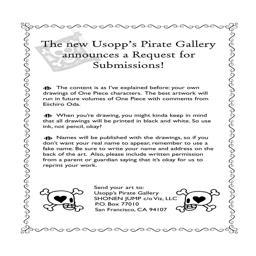 The new Usopp's Pirate Gallery
announces a Request for
Submissions!
The content is as I've explained before: your own
drawings of One Piece characters. The best artwork will
run in future volumes of One Piece with comments from
Eiichiro Oda.
When you're drawing, you might kinda keep in mind
that all drawings will be printed in black and white. So use
ink, not pencil, okay?
Names will be published with the drawings, so if you
don't want your real name to appear, remember to use a
fake name. Be sure to write your name and address on the
back of the art. Also, please include written permission
from a parent or guardian saying that it's okay for us to
reprint your work.
Send your art to:
Usopp's Pirate Gallery
SHONEN JUMP c/o Viz, LLC
P.O. Box 77010
San Francisco, CA 94107